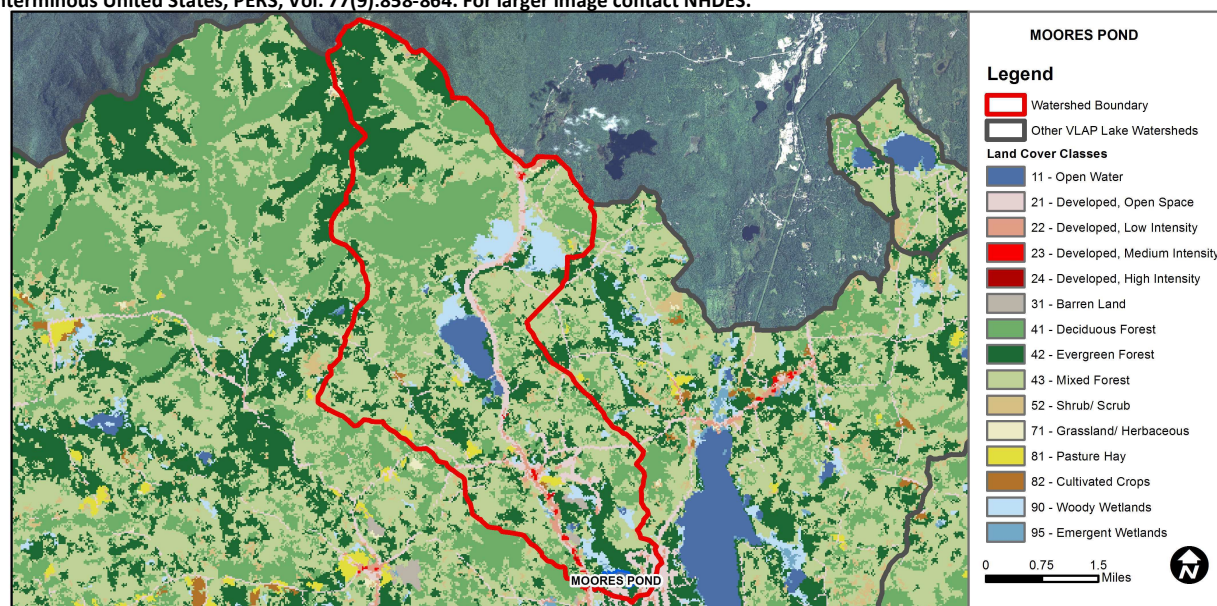 nterminous United States, PERS, Vol. 77(9):858-864. For larger image contact NHDES.
MOORES POND
MOORES POND
Legend
Watershed Boundary
Other VLAP Lake Watersheds
Land Cover Classes
11 - Open Water
21 - Developed, Open Space
22 - Developed, Low Intensity
23 - Developed, Medium Intensity
24 - Developed, High Intensity
31 - Barren Land
41 - Deciduous Forest
42 - Evergreen Forest
43 - Mixed Forest
52 - Shrub/ Scrub
71 - Grassland/ Herbaceous
81 - Pasture Hay
82 - Cultivated Crops
90 - Woody Wetlands
95 - Emergent Wetlands
0 0.75 1.5
Miles
N